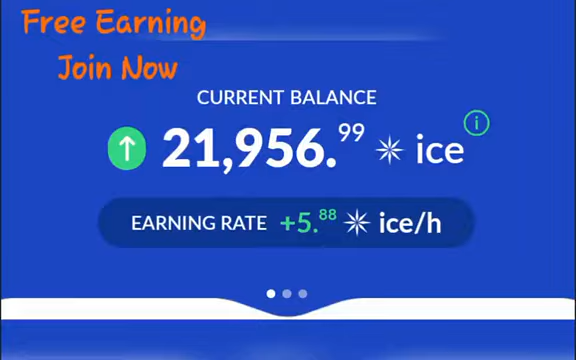 Free Earning
Join Now
CURRENT BALANCE
21,956.99 ice
EARNING RATE +5.88 ice/h